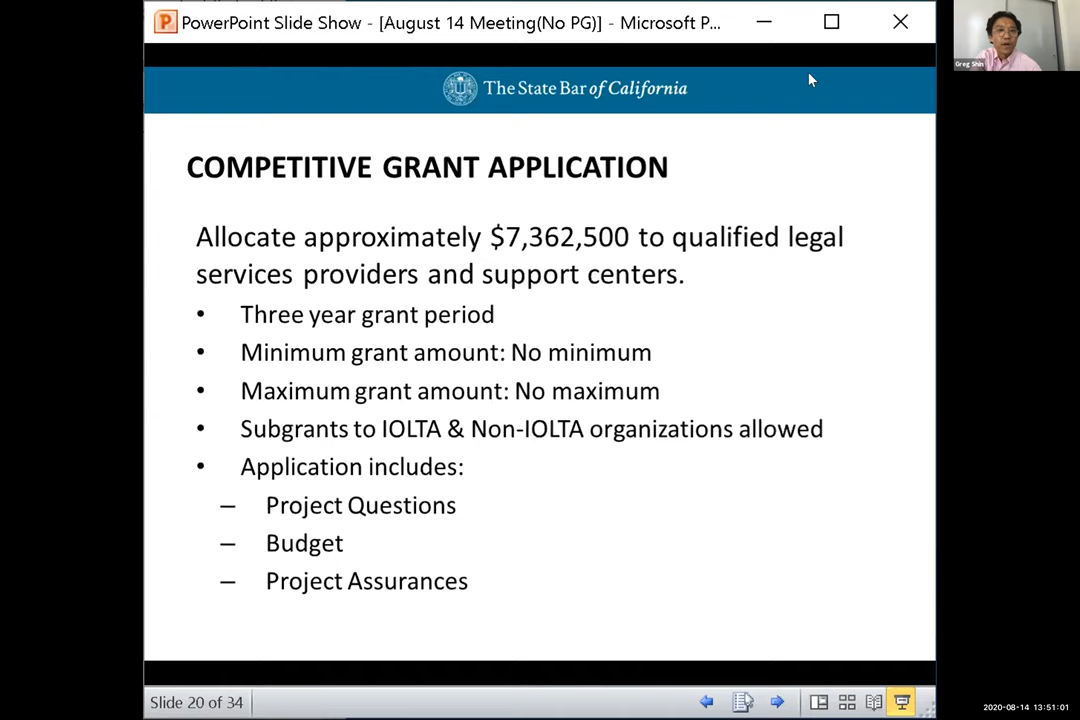 PowerPoint Slide Show - [August 14 Meeting(No PG)] - Microsoft P...
Greg Shin
The State Bar of California
COMPETITIVE GRANT APPLICATION
Allocate approximately $7,362,500 to qualified legal
services providers and support centers.
• Three year grant period
• Minimum grant amount: No minimum
• Maximum grant amount: No maximum
• Subgrants to IOLTA & Non-IOLTA organizations allowed
• Application includes:
– Project Questions
– Budget
– Project Assurances
Slide 20 of 34
2020-08-14 13:51:01